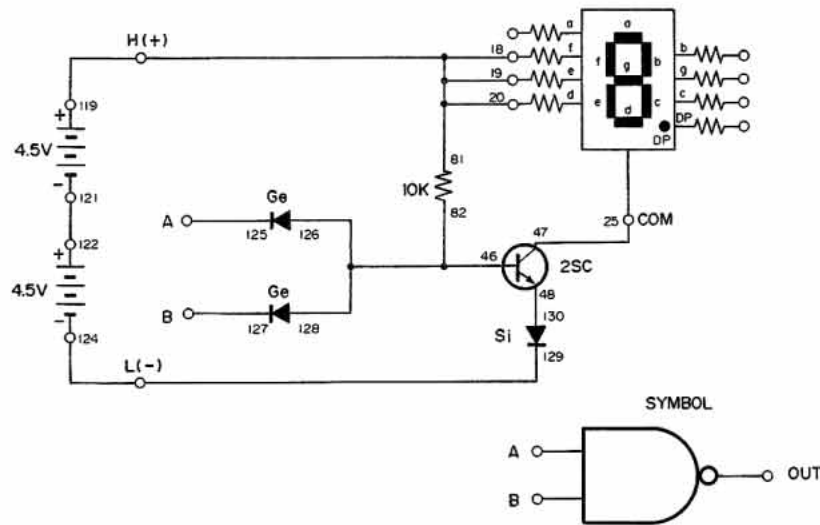 H(+)
18
19
20
a
f
e
d
a
f
b
g
e
c
d
DP
b
g
c
DP
119
+
4.5V
-
121
122
+
4.5V
-
124
81
10K
82
Ge
A
125
126
Ge
B
127
128
46
47
2SC
48
25
COM
130
Si
129
L(-)
SYMBOL
A
B
OUT